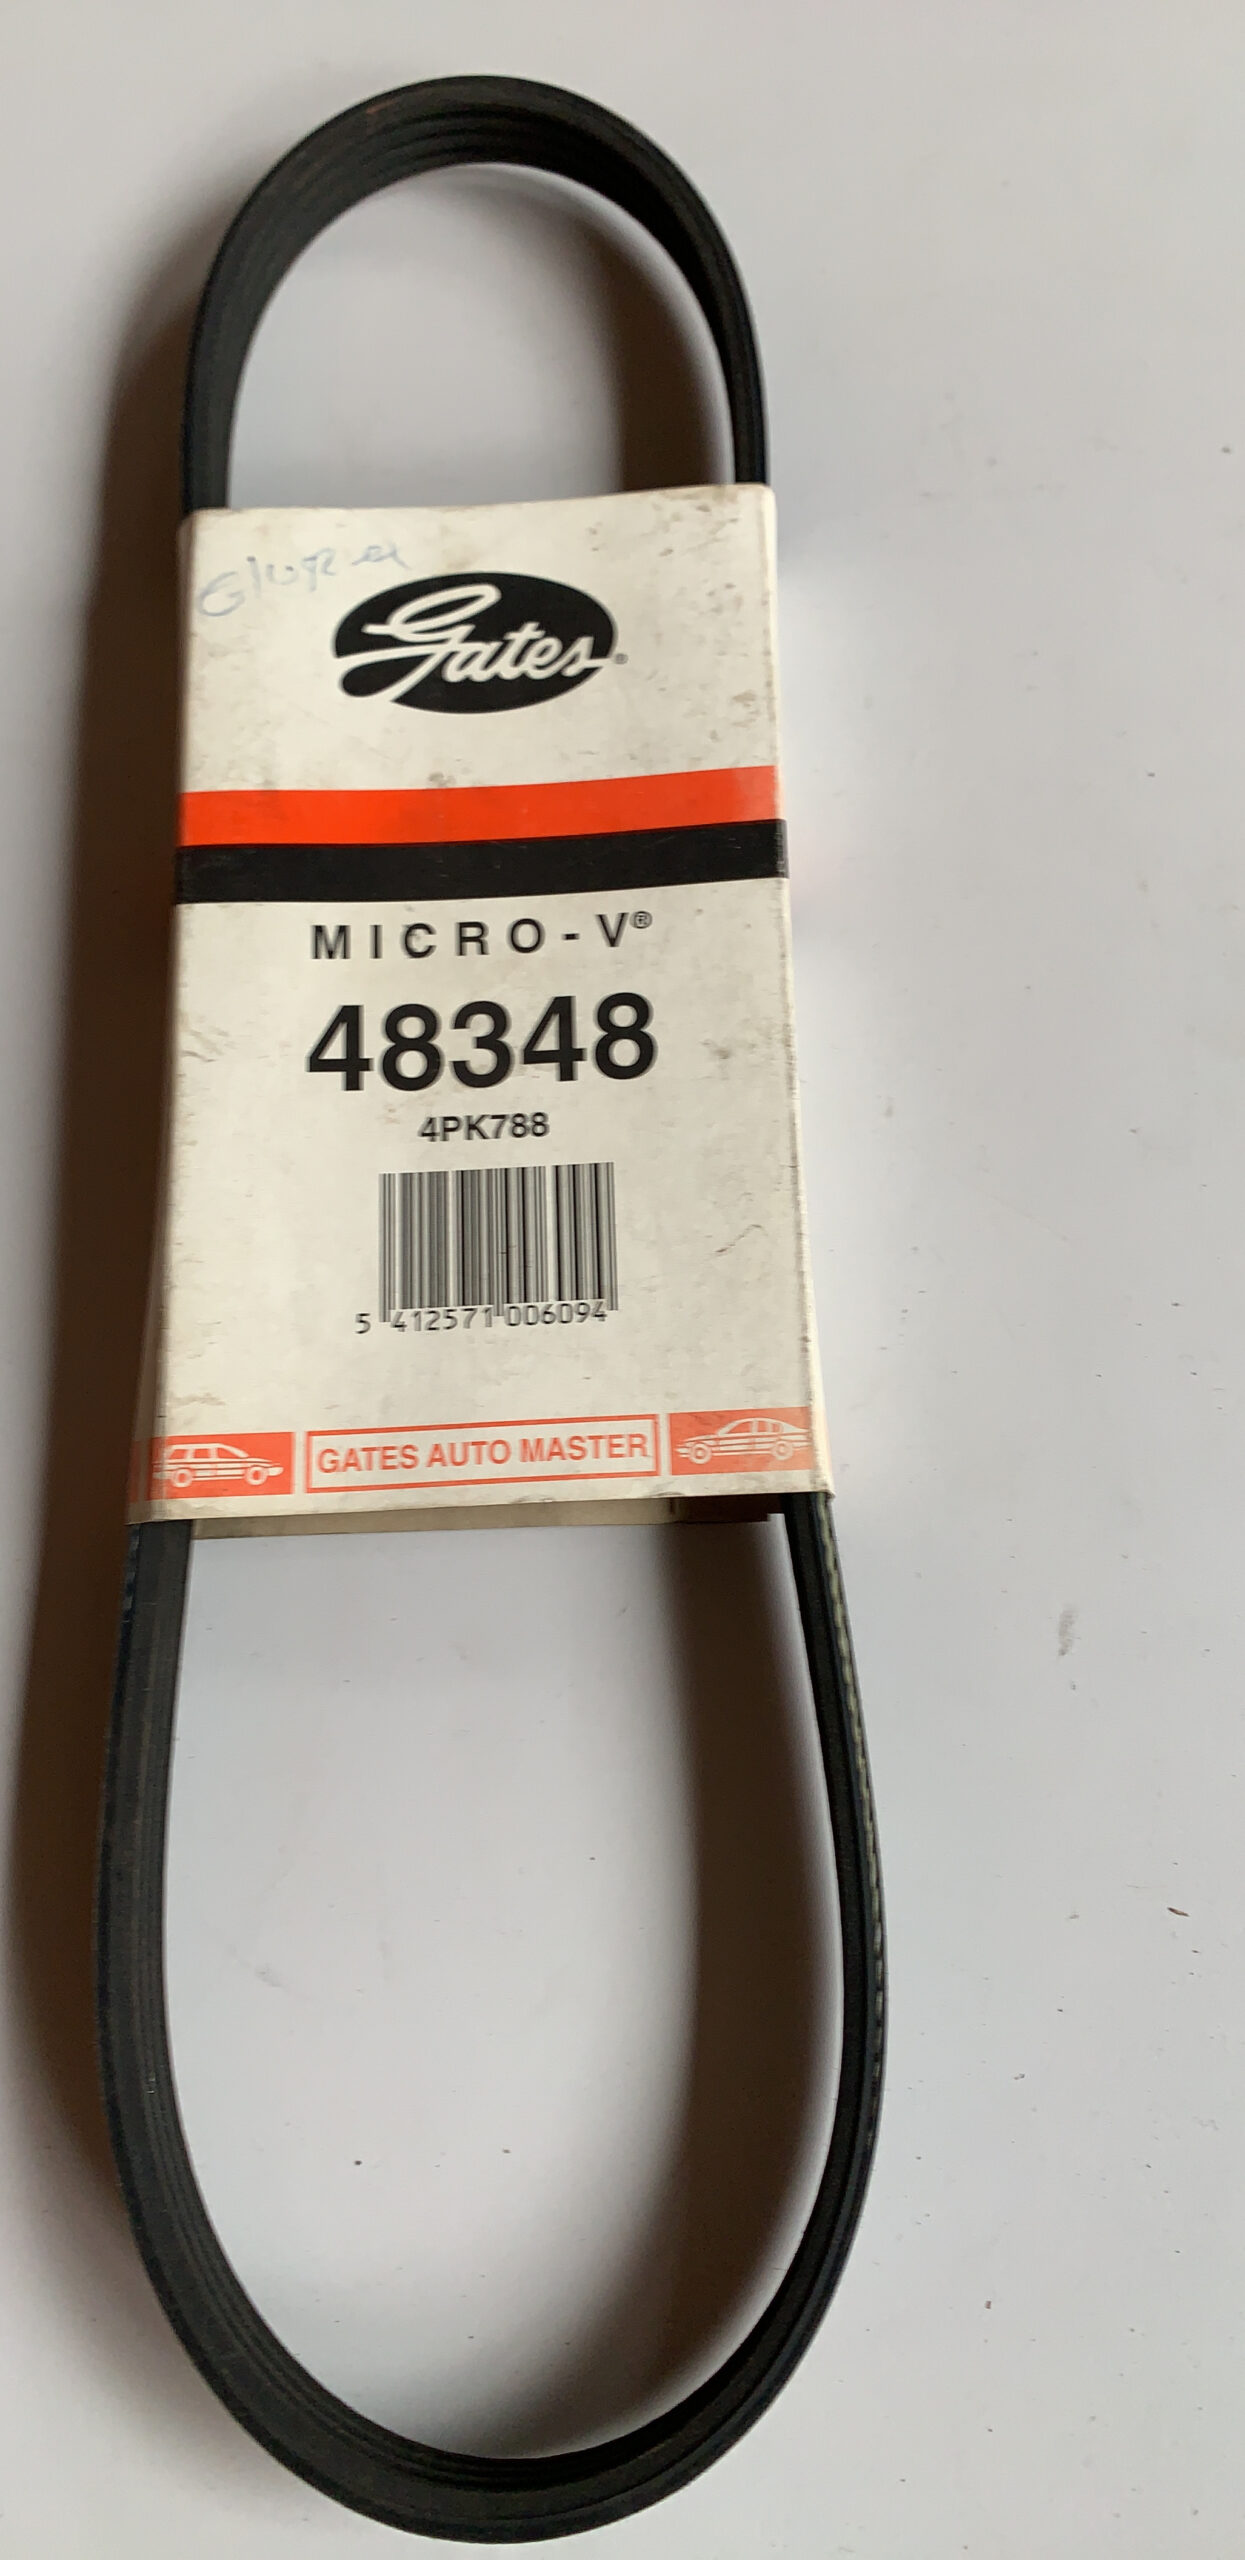 Gates®
MICRO-V®
48348
4PK788
5 412571 006094
GATES AUTO MASTER